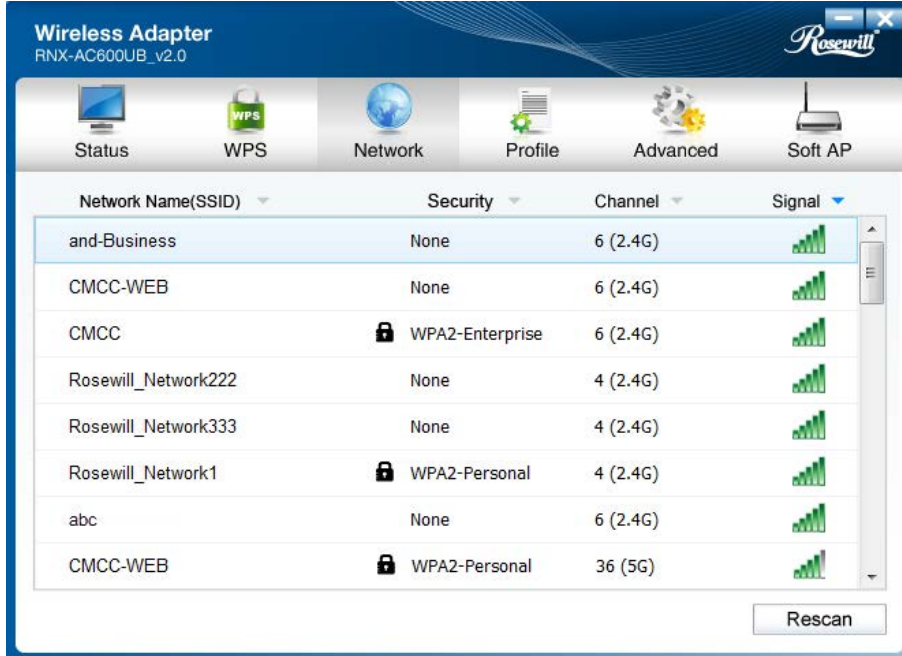 Wireless Adapter
RNX-AC600UB_v2.0
Rosewill
WPS
Status WPS Network Profile Advanced Soft AP
Network Name(SSID) Security Channel Signal
and-Business None 6 (2.4G)
CMCC-WEB None 6 (2.4G)
CMCC WPA2-Enterprise 6 (2.4G)
Rosewill_Network222 None 4 (2.4G)
Rosewill_Network333 None 4 (2.4G)
Rosewill_Network1 WPA2-Personal 4 (2.4G)
abc None 6 (2.4G)
CMCC-WEB WPA2-Personal 36 (5G)
Rescan